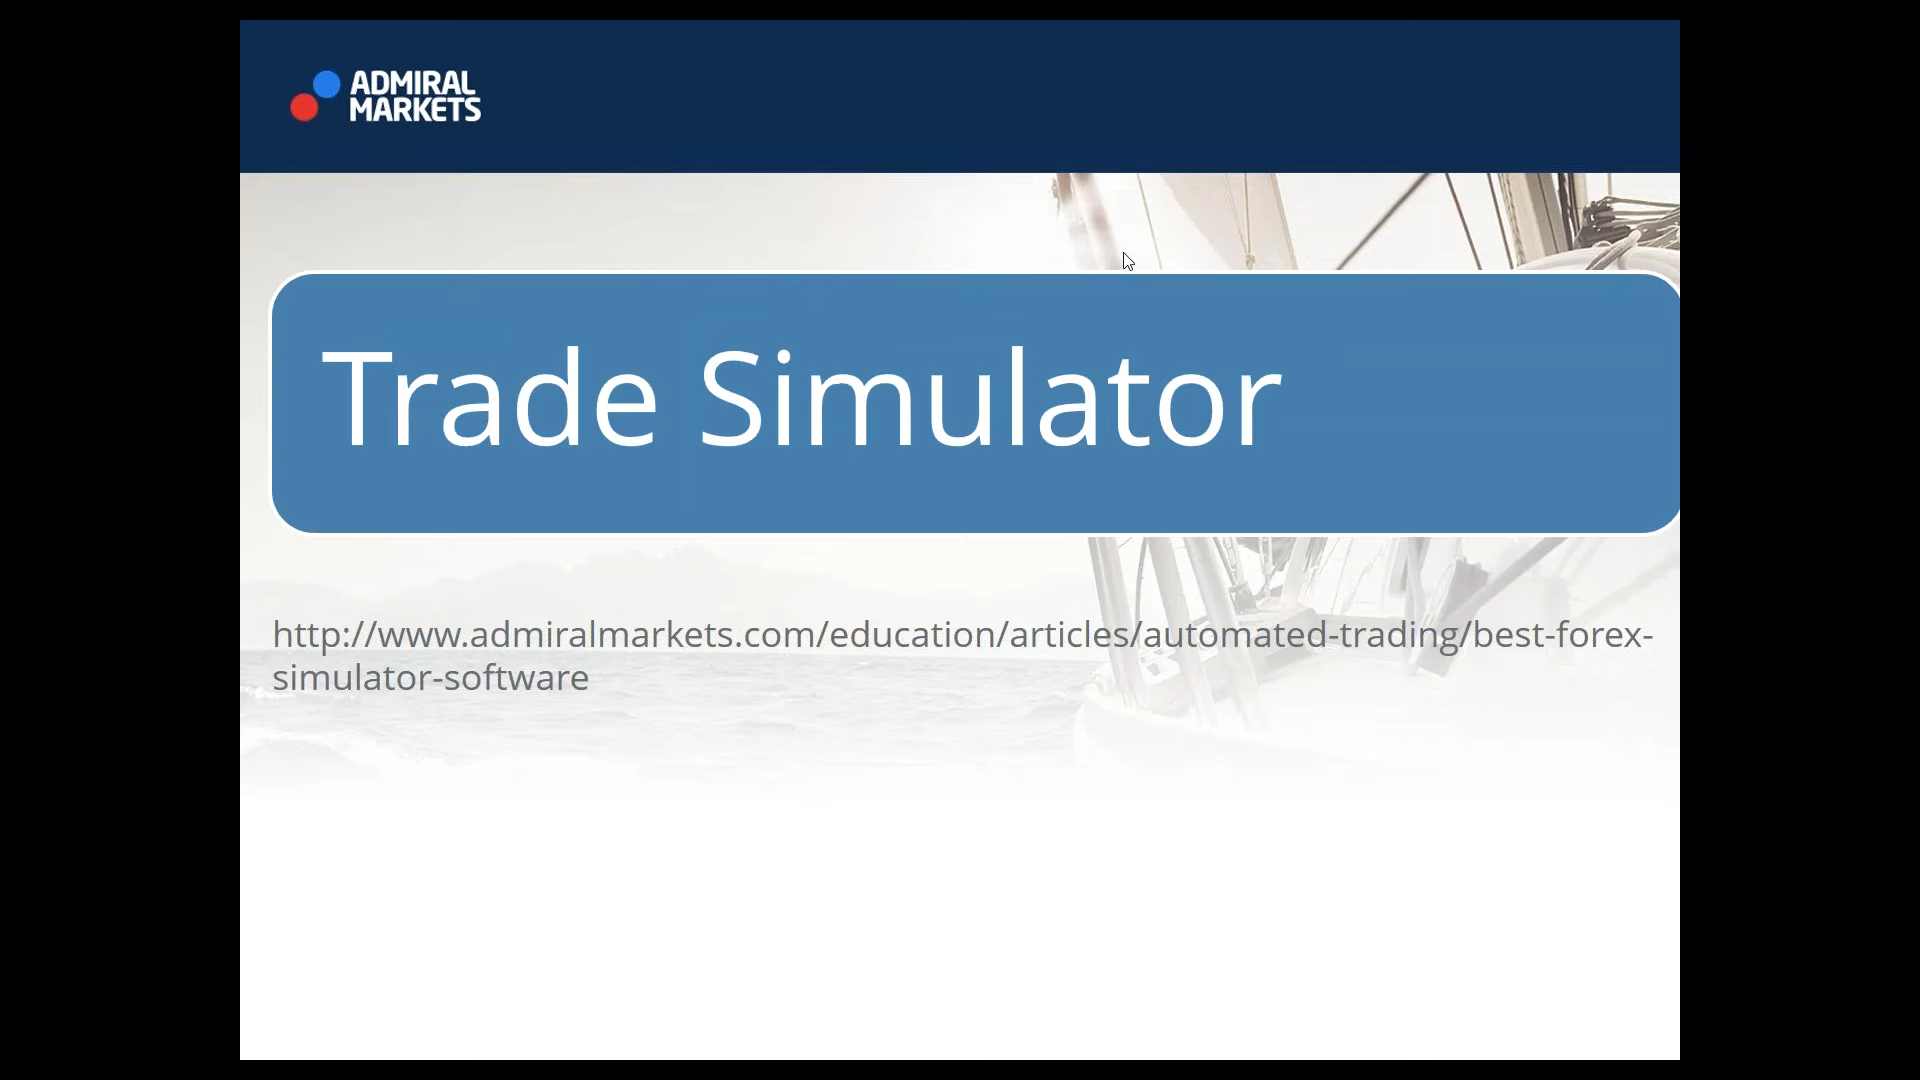 ADMIRAL
MARKETS
Trade Simulator
http://www.admiralmarkets.com/education/articles/automated-trading/best-forex-
simulator-software